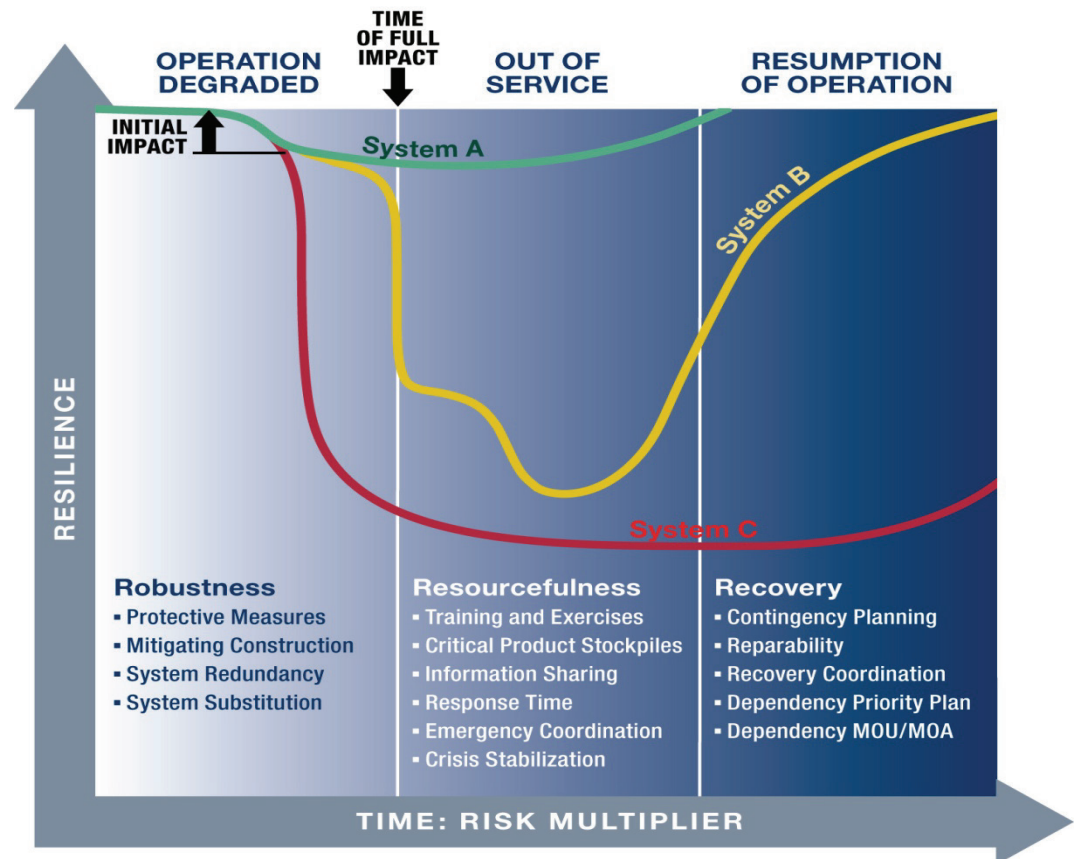 TIME
OF FULL
IMPACT
OPERATION
DEGRADED
OUT OF
SERVICE
RESUMPTION
OF OPERATION
INITIAL
IMPACT
System A
System B
System C
RESILIENCE
Robustness
▪ Protective Measures
▪ Mitigating Construction
▪ System Redundancy
▪ System Substitution
Resourcefulness
▪ Training and Exercises
▪ Critical Product Stockpiles
▪ Information Sharing
▪ Response Time
▪ Emergency Coordination
▪ Crisis Stabilization
Recovery
▪ Contingency Planning
▪ Reparability
▪ Recovery Coordination
▪ Dependency Priority Plan
▪ Dependency MOU/MOA
TIME: RISK MULTIPLIER